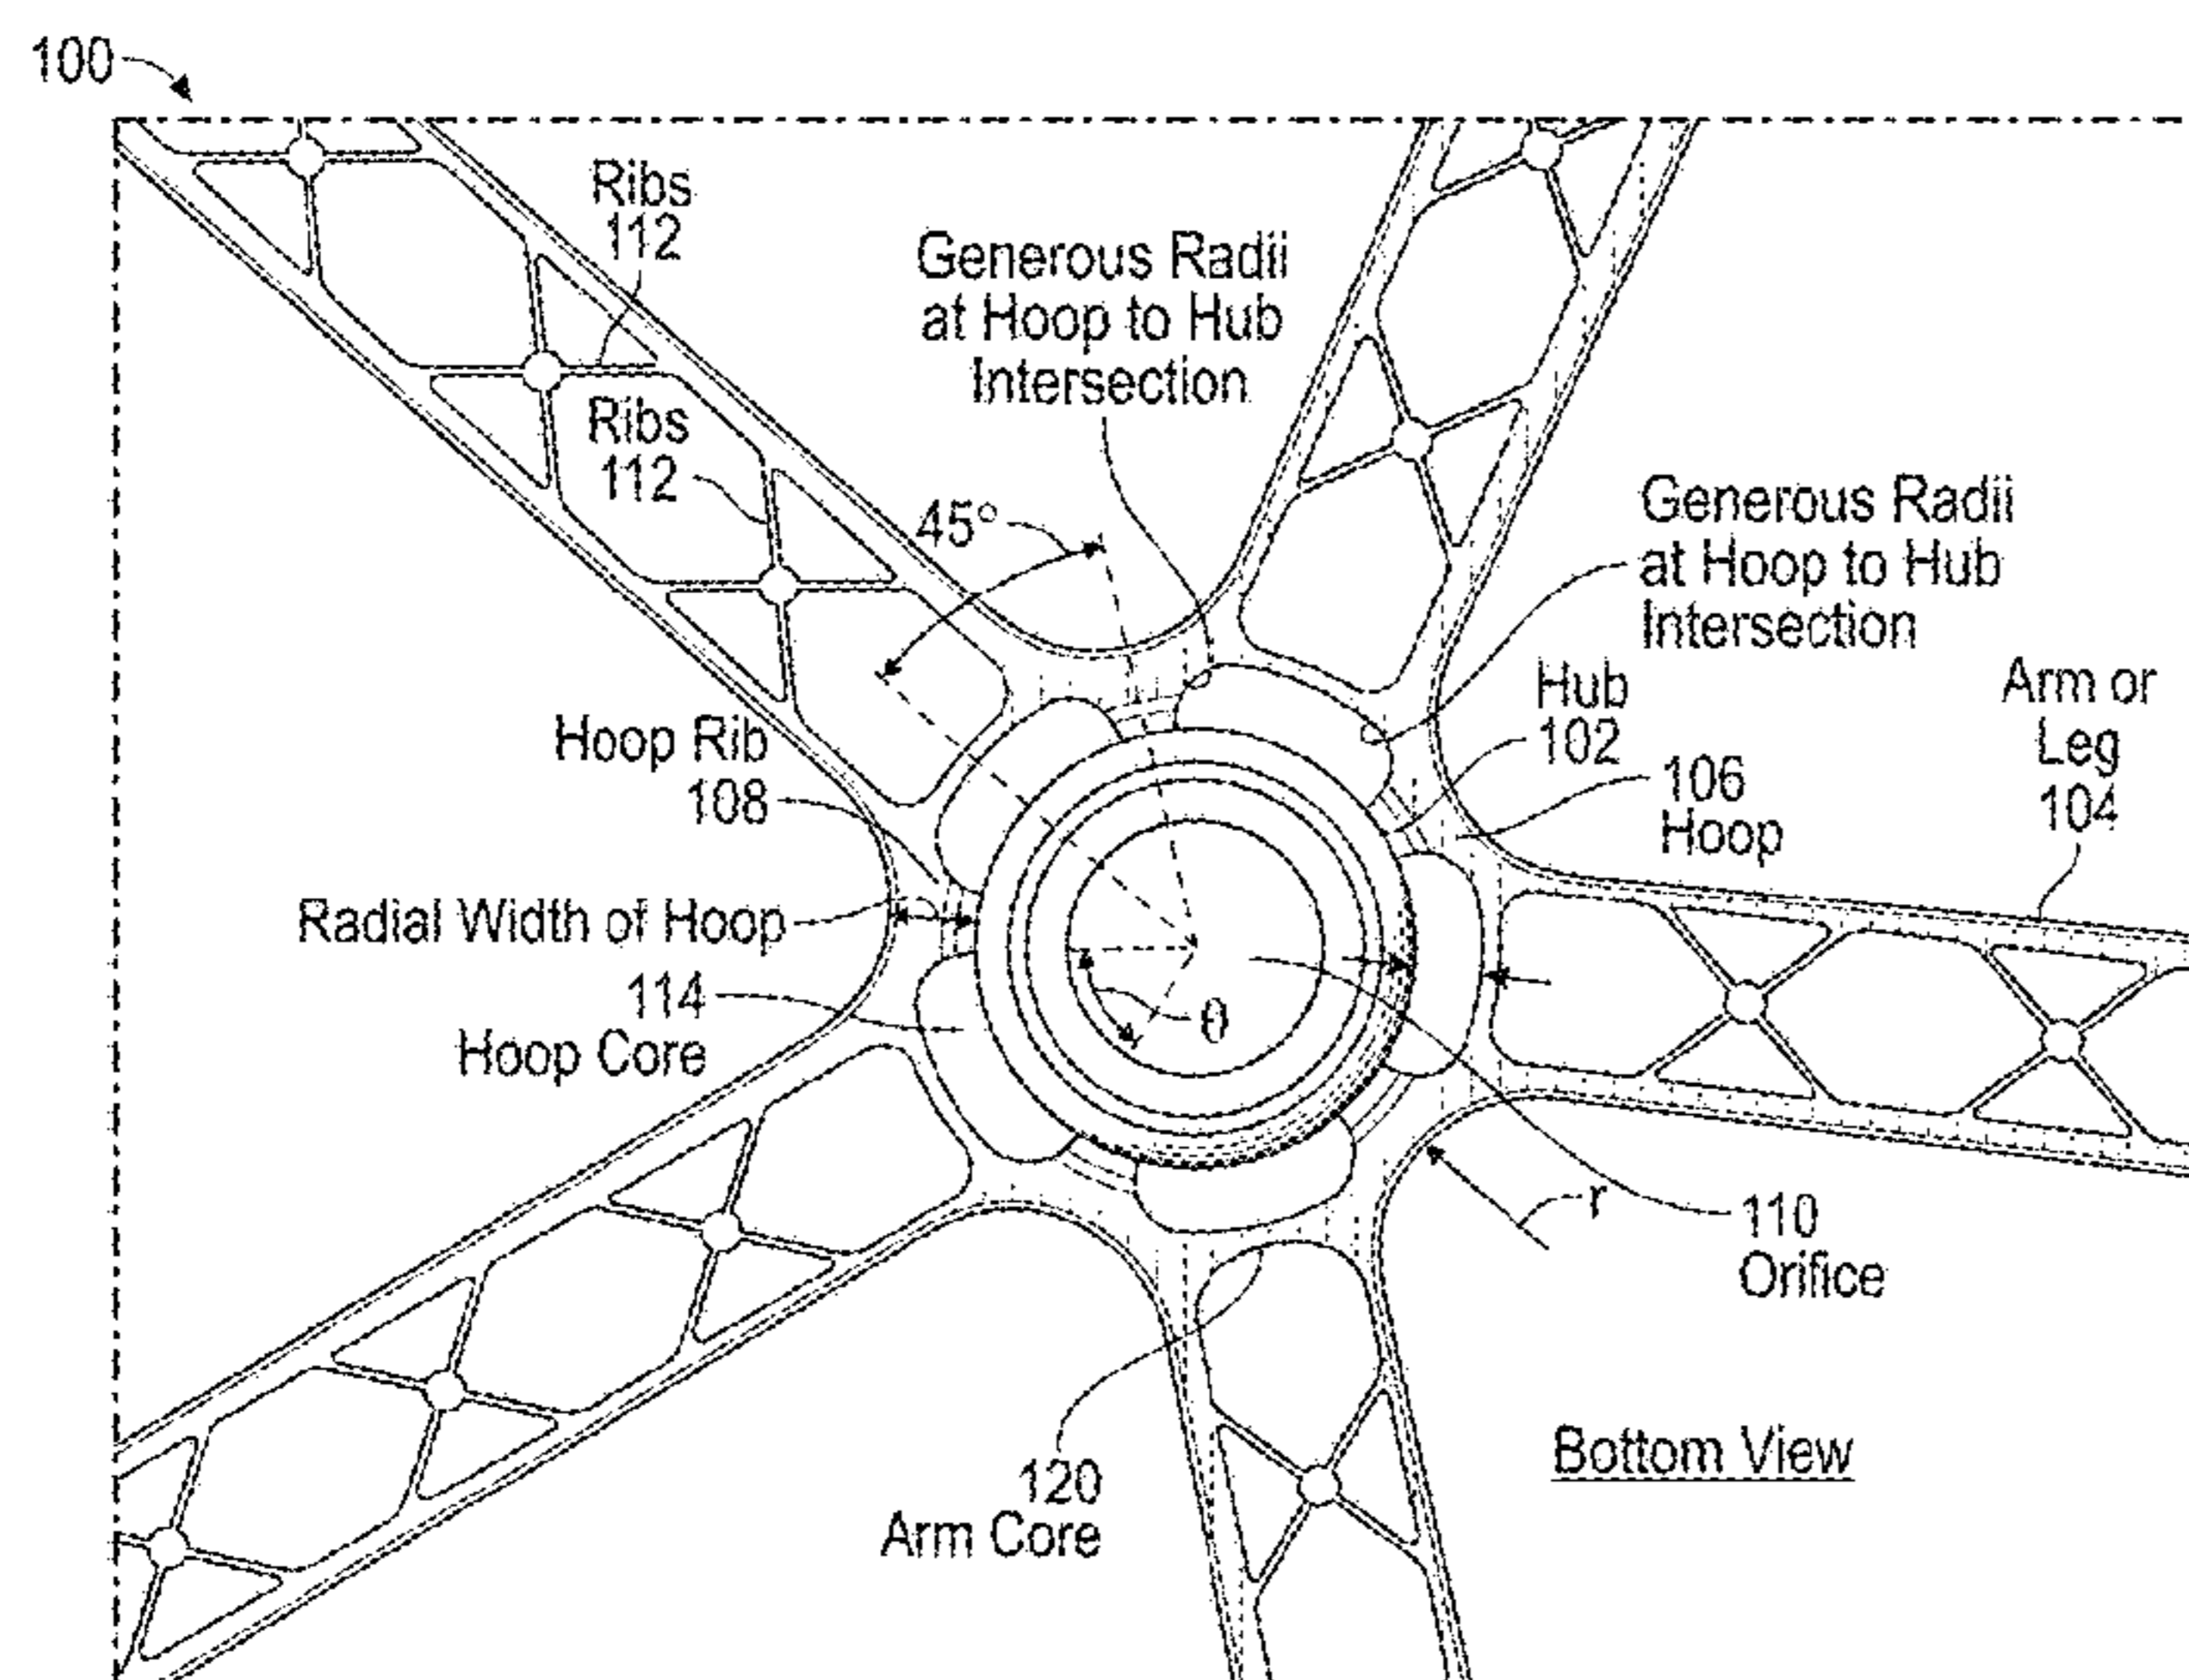 100
Ribs
112
Generous Radii
at Hoop to Hub
Intersection
Ribs
112
45°
Generous Radii
at Hoop to Hub
Intersection
Hub
102
Arm or
Leg
104
Hoop Rib
108
106
Hoop
Radial Width of Hoop
114
Hoop Core
θ
r
110
Orifice
120
Arm Core
Bottom View